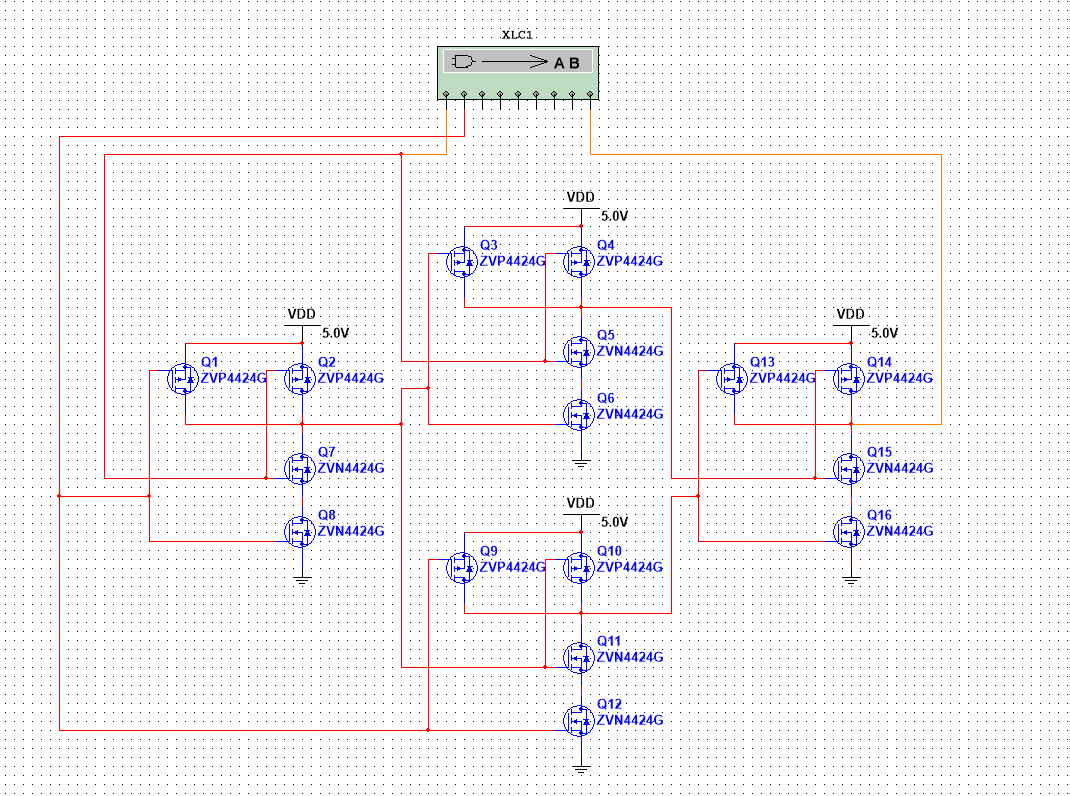 XLC1
A B
VDD
5.0V
Q3
ZVP4424G
Q4
ZVP4424G
Q5
ZVN4424G
Q6
ZVN4424G
VDD
5.0V
Q1
ZVP4424G
Q2
ZVP4424G
Q7
ZVN4424G
Q8
ZVN4424G
VDD
5.0V
Q9
ZVP4424G
Q10
ZVP4424G
Q11
ZVN4424G
Q12
ZVN4424G
VDD
5.0V
Q13
ZVP4424G
Q14
ZVP4424G
Q15
ZVN4424G
Q16
ZVN4424G